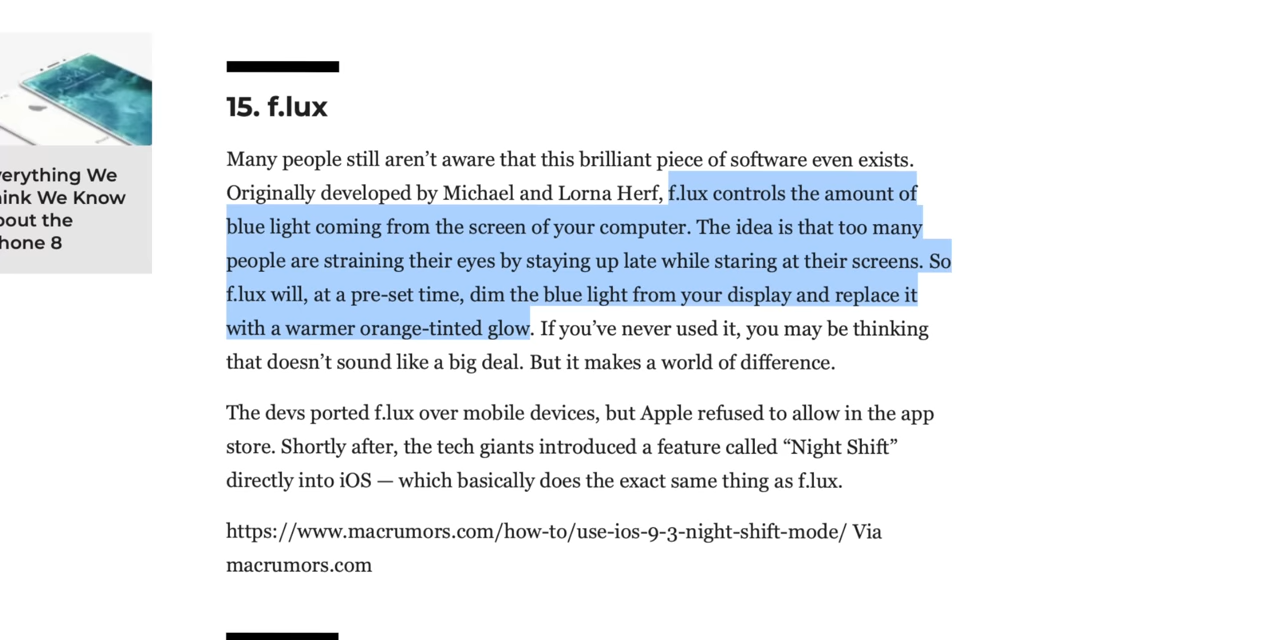 15. f.lux
Many people still aren’t aware that this brilliant piece of software even exists.
Originally developed by Michael and Lorna Herf, f.lux controls the amount of
blue light coming from the screen of your computer. The idea is that too many
people are straining their eyes by staying up late while staring at their screens. So
f.lux will, at a pre-set time, dim the blue light from your display and replace it
with a warmer orange-tinted glow. If you’ve never used it, you may be thinking
that doesn’t sound like a big deal. But it makes a world of difference.
The devs ported f.lux over mobile devices, but Apple refused to allow in the app
store. Shortly after, the tech giants introduced a feature called “Night Shift”
directly into iOS — which basically does the exact same thing as f.lux.
https://www.macrumors.com/how-to/use-ios-9-3-night-shift-mode/ Via
macrumors.com
verything We
ink We Know
out the
hone 8